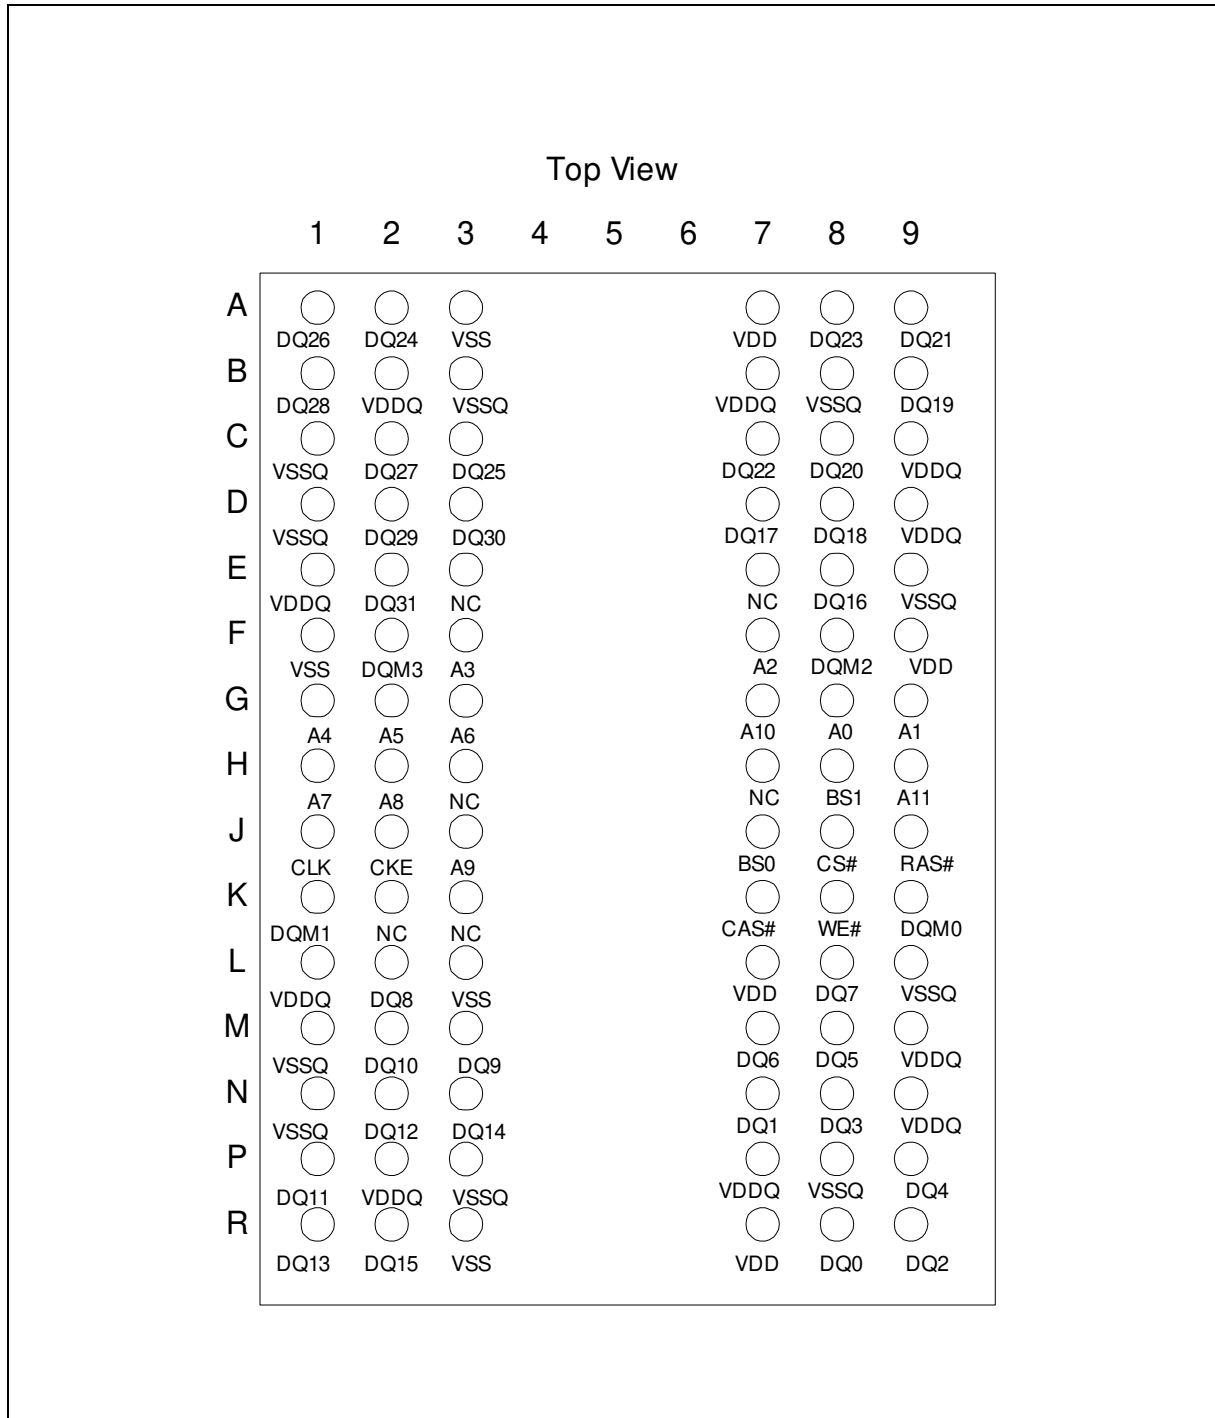 Top View
1 2 3 4 5 6 7 8 9
A
DQ26 DQ24 VSS VDD DQ23 DQ21
B
DQ28 VDDQ VSSQ VDDQ VSSQ DQ19
C
VSSQ DQ27 DQ25 DQ22 DQ20 VDDQ
D
VSSQ DQ29 DQ30 DQ17 DQ18 VDDQ
E
VDDQ DQ31 NC NC DQ16 VSSQ
F
VSS DQM3 A3 A2 DQM2 VDD
G
A4 A5 A6 A10 A0 A1
H
A7 A8 NC NC BS1 A11
J
CLK CKE A9 BS0 CS# RAS#
K
DQM1 NC NC CAS# WE# DQM0
L
VDDQ DQ8 VSS VDD DQ7 VSSQ
M
VSSQ DQ10 DQ9 DQ6 DQ5 VDDQ
N
VSSQ DQ12 DQ14 DQ1 DQ3 VDDQ
P
DQ11 VDDQ VSSQ VDDQ VSSQ DQ4
R
DQ13 DQ15 VSS VDD DQ0 DQ2